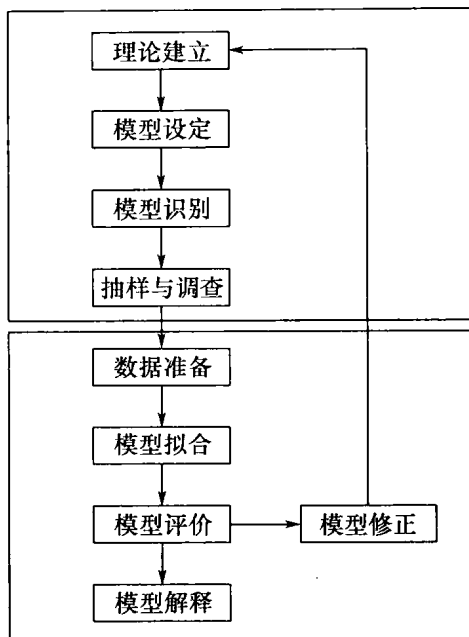 理论建立
模型设定
模型识别
抽样与调查
数据准备
模型拟合
模型评价
模型修正
模型解释